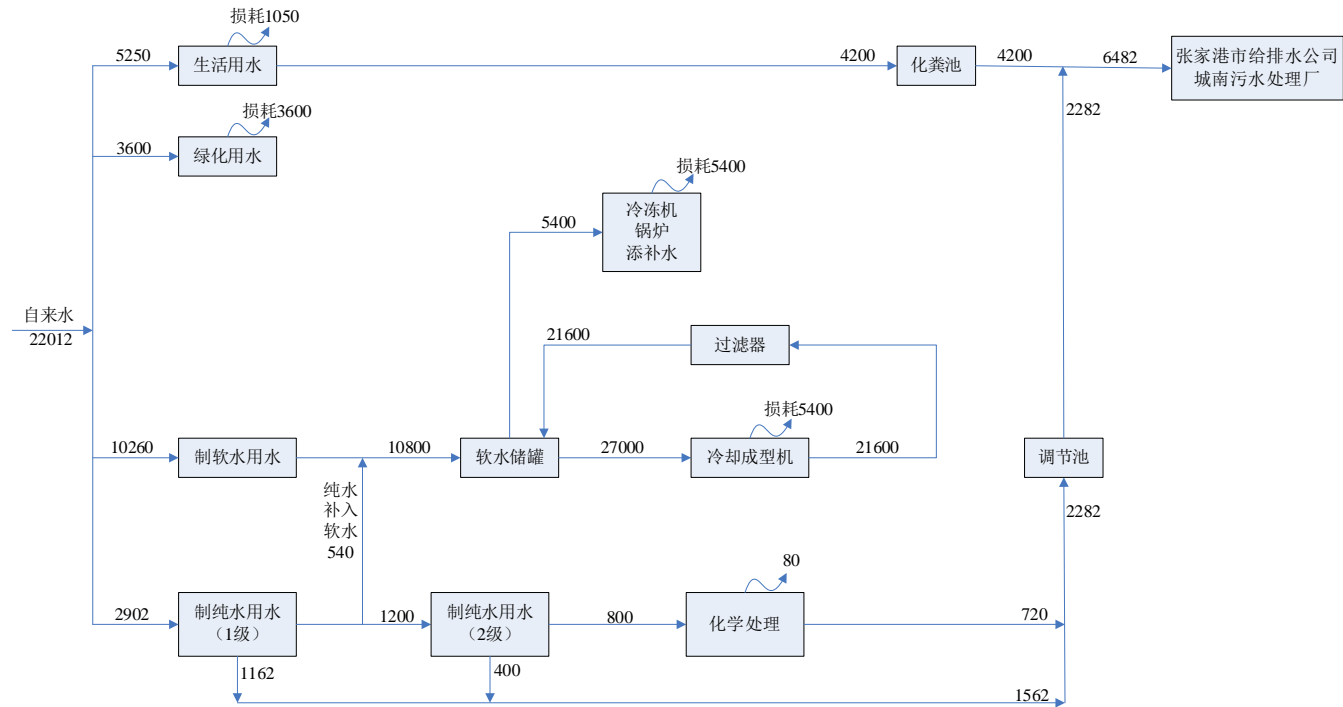 损耗1050
5250
生活用水
4200
化粪池
4200
6482
张家港市给排水公司
城南污水处理厂
2282
损耗3600
3600
绿化用水
损耗5400
5400
冷冻机
锅炉
添补水
自来水
22012
21600
过滤器
损耗5400
10260
制软水用水
10800
软水储罐
27000
冷却成型机
21600
调节池
纯水
补入
软水
540
2282
80
2902
制纯水用水
（1级）
1200
制纯水用水
（2级）
800
化学处理
720
1162
400
1562